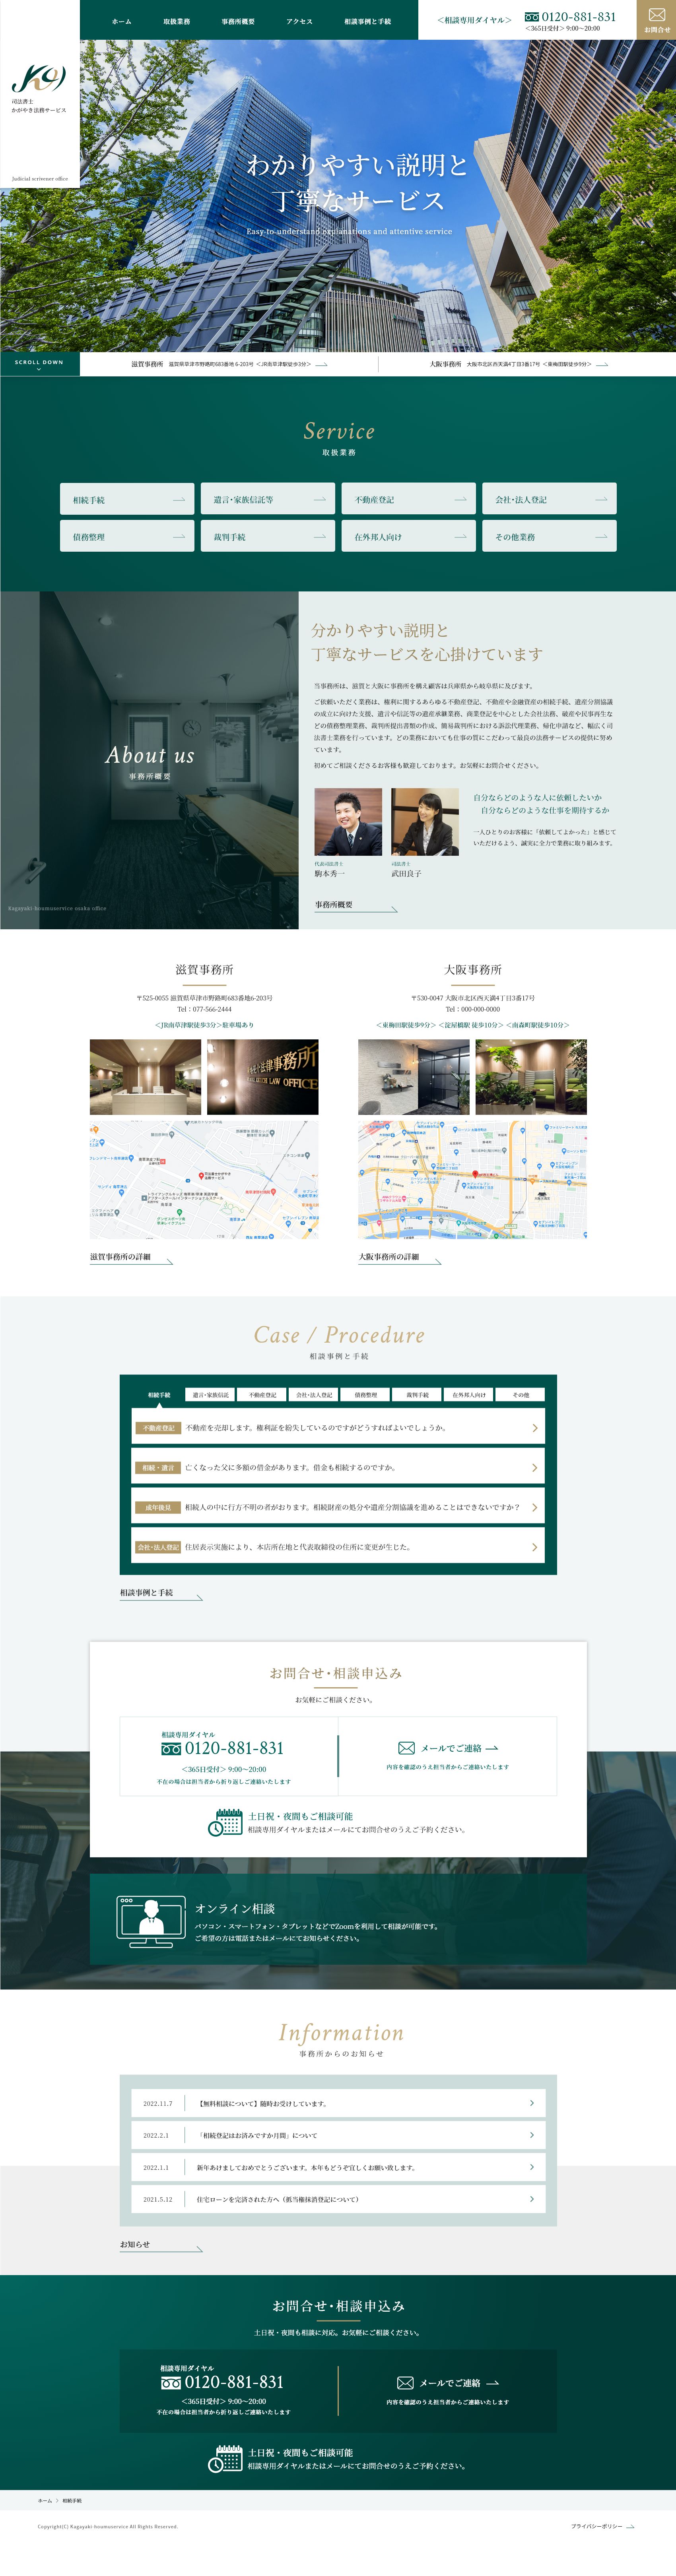 ホーム
取扱業務
事務所概要
アクセス
相談事例と手続
＜相談専用ダイヤル＞
0120-881-831
＜365日受付＞ 9:00〜20:00
お問合せ
司法書士
かがやき法務サービス
Judicial scrivener office
わかりやすい説明と
丁寧なサービス
Easy-to-understand explanations and attentive service
SCROLL DOWN
滋賀事務所 滋賀県草津市野路町683番地 6-203号 ＜JR南草津駅徒歩3分＞
大阪事務所 大阪市北区西天満4丁目3番17号 ＜東梅田駅徒歩9分＞
Service
取扱業務
相続手続
遺言･家族信託等
不動産登記
会社･法人登記
債務整理
裁判手続
在外邦人向け
その他業務
About us
事務所概要
Kagayaki-houmuservice osaka office
分かりやすい説明と
丁寧なサービスを心掛けています
当事務所は、滋賀と大阪に事務所を構え顧客は兵庫県から岐阜県に及びます。
ご依頼いただく業務は、権利に関するあらゆる不動産登記、不動産や金融資産の相続手続、遺産分割協議
の成立に向けた支援、遺言や信託等の遺産承継業務、商業登記を中心とした会社法務、破産や民事再生な
どの債務整理業務、裁判所提出書類の作成、簡易裁判所における訴訟代理業務、帰化申請など、幅広く司
法書士業務を行っています。どの業務においても仕事の質にこだわって最良の法務サービスの提供に努め
ています。
初めてご相談くださるお客様も歓迎しております。お気軽にお問合せください。
代表司法書士
駒本秀一
司法書士
武田良子
自分ならどのような人に依頼したいか
自分ならどのような仕事を期待するか
一人ひとりのお客様に「依頼してよかった」と感じて
いただけるよう、誠実に全力で業務に取り組みます。
事務所概要
滋賀事務所
〒525-0055 滋賀県草津市野路町683番地6-203号
Tel：077-566-2444
＜JR南草津駅徒歩3分＞駐車場あり
滋賀事務所の詳細
大阪事務所
〒530-0047 大阪市北区西天満4丁目3番17号
Tel：000-000-0000
＜東梅田駅徒歩9分＞ ＜淀屋橋駅 徒歩10分＞ ＜南森町駅徒歩10分＞
大阪事務所の詳細
Case / Procedure
相談事例と手続
相続手続
遺言･家族信託
不動産登記
会社･法人登記
債務整理
裁判手続
在外邦人向け
その他
不動産登記 不動産を売却します。権利証を紛失しているのですがどうすればよいでしょうか。
相続・遺言 亡くなった父に多額の借金があります。借金も相続するのですか。
成年後見 相続人の中に行方不明の者がおります。相続財産の処分や遺産分割協議を進めることはできないですか？
会社･法人登記 住居表示実施により、本店所在地と代表取締役の住所に変更が生じた。
相談事例と手続
お問合せ･相談申込み
お気軽にご相談ください。
相談専用ダイヤル
0120-881-831
＜365日受付＞ 9:00〜20:00
不在の場合は担当者から折り返しご連絡いたします
メールでご連絡
内容を確認のうえ担当者からご連絡いたします
土日祝・夜間もご相談可能
相談専用ダイヤルまたはメールにてお問合せのうえご予約ください。
オンライン相談
パソコン・スマートフォン・タブレットなどでZoomを利用して相談が可能です。
ご希望の方は電話またはメールにてお知らせください。
Information
事務所からのお知らせ
2022.11.7 【無料相談について】随時お受けしています。
2022.2.1 「相続登記はお済みですか月間」について
2022.1.1 新年あけましておめでとうございます。本年もどうぞ宜しくお願い致します。
2021.5.12 住宅ローンを完済された方へ（抵当権抹消登記について）
お知らせ
お問合せ･相談申込み
土日祝・夜間も相談に対応。お気軽にご相談ください。
相談専用ダイヤル
0120-881-831
＜365日受付＞ 9:00〜20:00
不在の場合は担当者から折り返しご連絡いたします
メールでご連絡
内容を確認のうえ担当者からご連絡いたします
土日祝・夜間もご相談可能
相談専用ダイヤルまたはメールにてお問合せのうえご予約ください。
ホーム ＞ 相続手続
Copyright(C) Kagayaki-houmuservice All Rights Reserved.
プライバシーポリシー